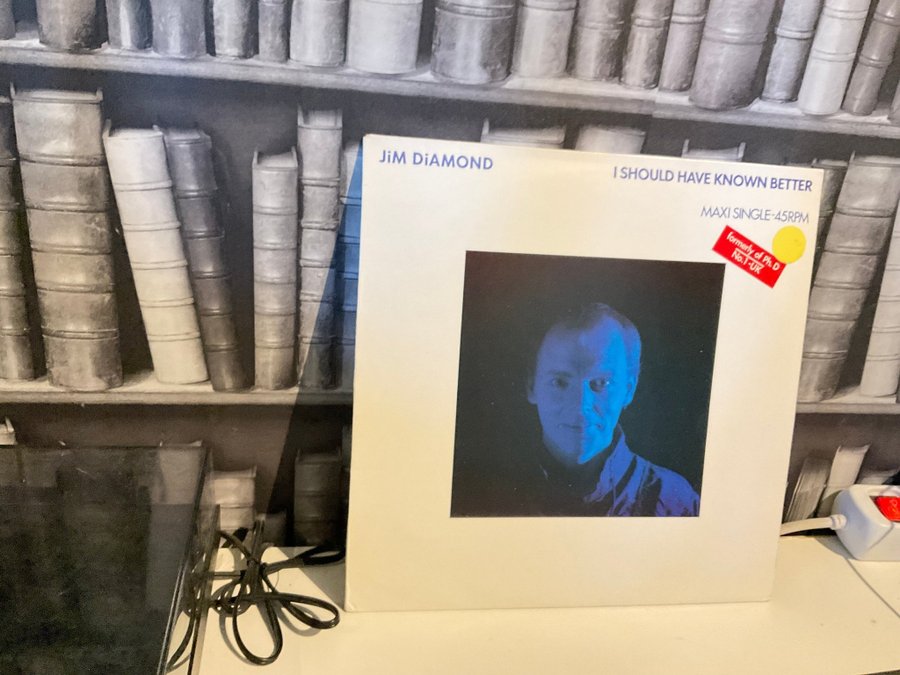 JiM DiAMOND
I SHOULD HAVE KNOWN BETTER
MAXI SINGLE-45RPM
formerly of Ph.D
No.1-UK